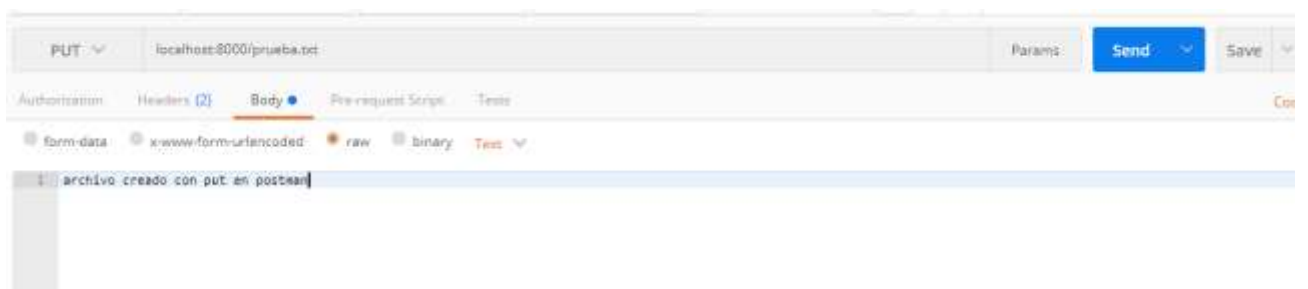 PUT localhost:8000/prueba.txt Params Send Save
Authorization Headers (2) Body Pre-request Script Tests
form-data x-www-form-urlencoded raw binary Text
1 archivo creado con put en postman